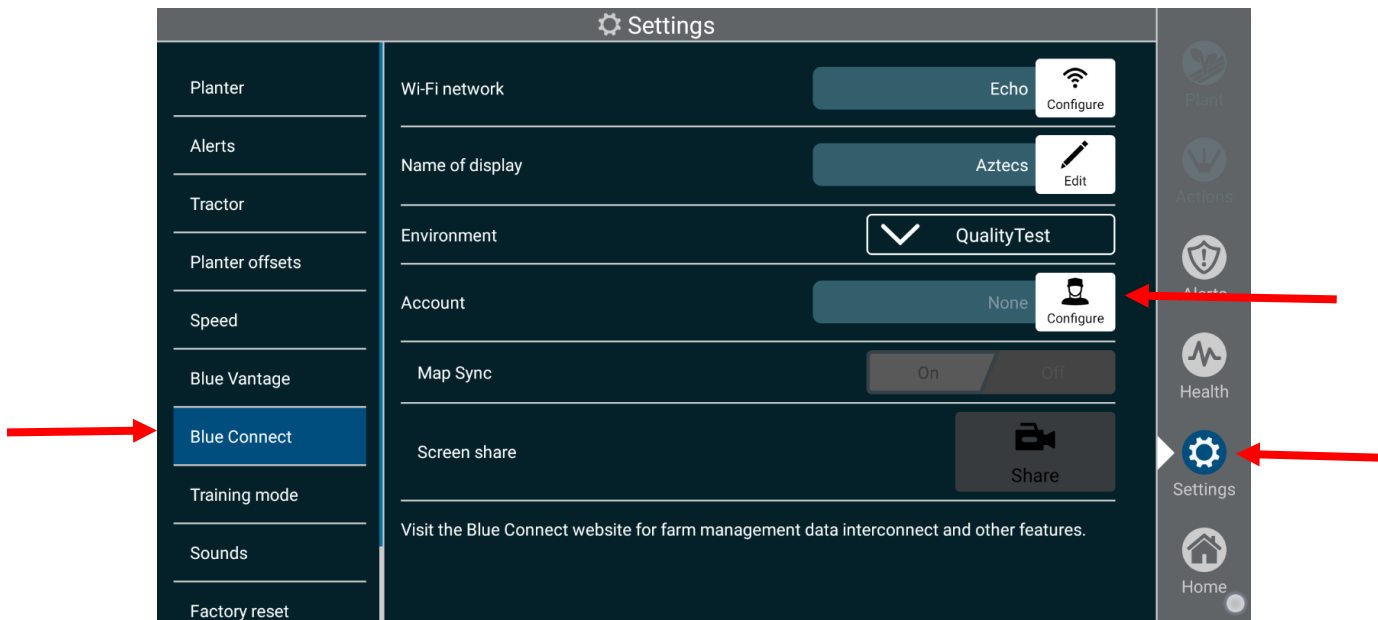 Settings
Planter
Alerts
Tractor
Planter offsets
Speed
Blue Vantage
Blue Connect
Training mode
Sounds
Factory reset
Wi-Fi network
Echo
Configure
Name of display
Aztecs
Edit
Environment
QualityTest
Account
None
Configure
Map Sync
On
Off
Screen share
Share
Visit the Blue Connect website for farm management data interconnect and other features.
Plant
Actions
Alerts
Health
Settings
Home